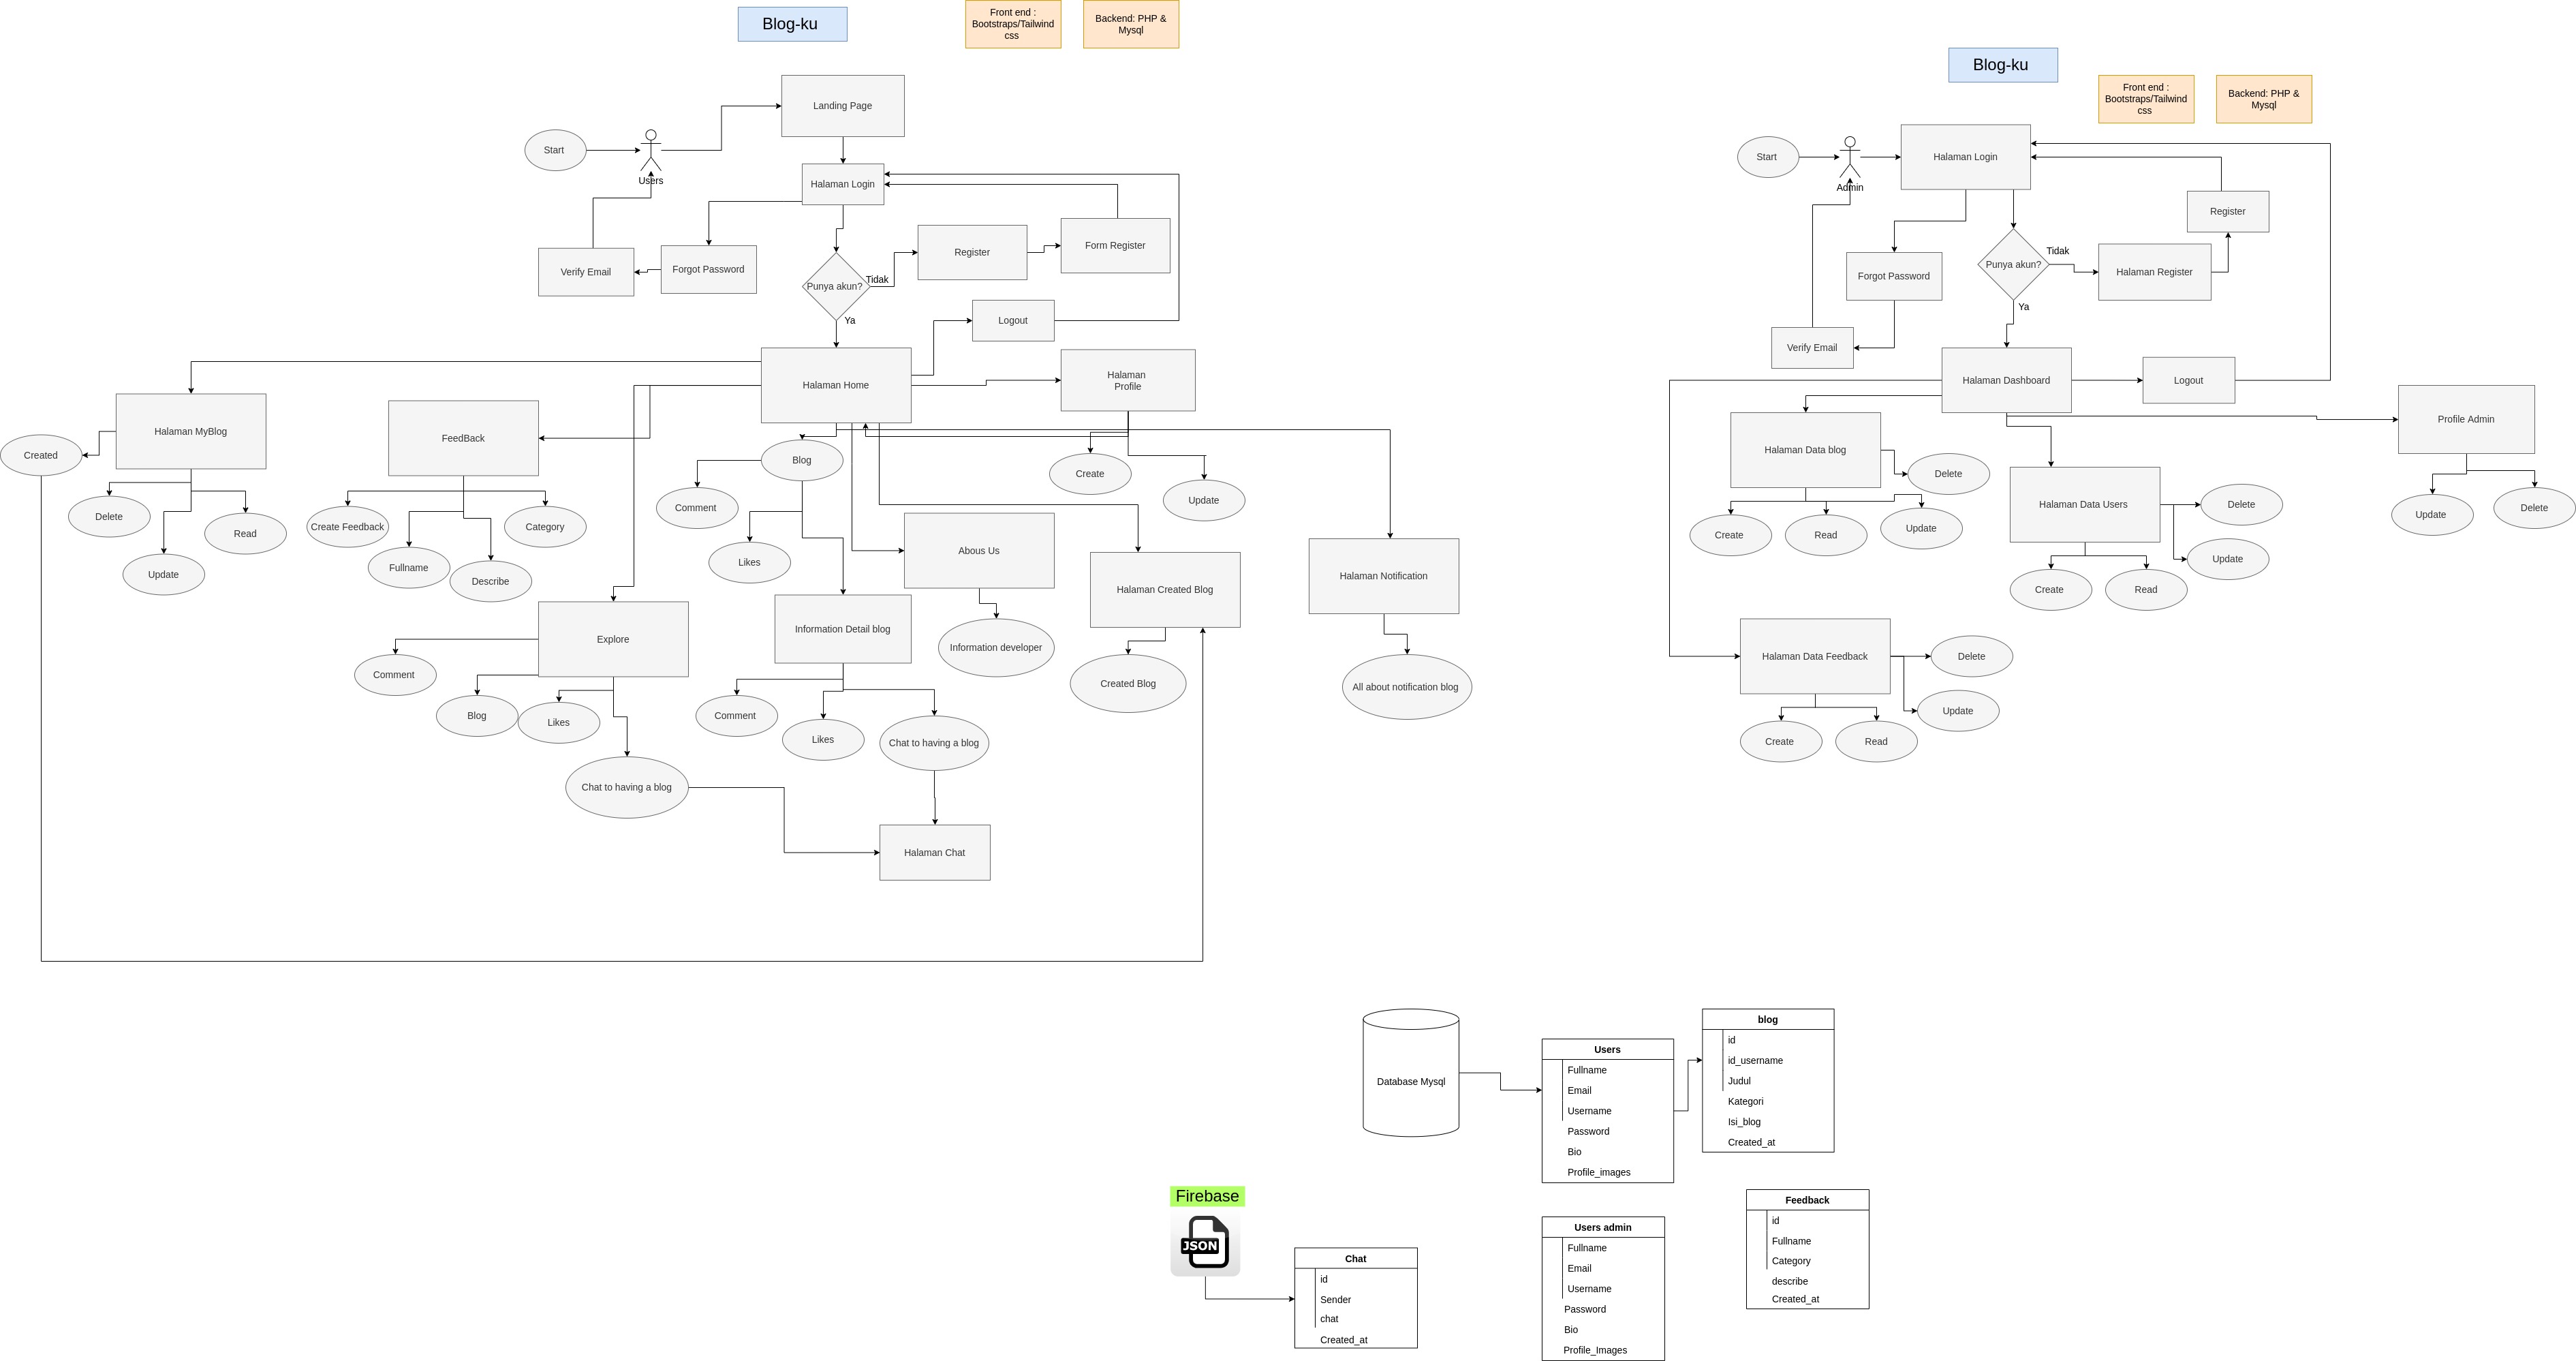 Blog-ku
Front end :
Bootstraps/Tailwind
css
Backend: PHP &
Mysql
Landing Page
Start
Users
Halaman Login
Verify Email
Forgot Password
Punya akun?
Tidak
Register
Form Register
Ya
Logout
Halaman Home
Halaman
Profile
Halaman MyBlog
FeedBack
Created
Delete
Update
Read
Create Feedback
Fullname
Describe
Category
Blog
Comment
Likes
Create
Update
Abous Us
Information developer
Halaman Created Blog
Created Blog
Halaman Notification
All about notification blog
Explore
Comment
Blog
Likes
Chat to having a blog
Information Detail blog
Comment
Likes
Chat to having a blog
Halaman Chat
Blog-ku
Front end :
Bootstraps/Tailwind
css
Backend: PHP &
Mysql
Start
Admin
Halaman Login
Register
Forgot Password
Punya akun?
Tidak
Halaman Register
Ya
Verify Email
Halaman Dashboard
Logout
Profile Admin
Update
Delete
Halaman Data blog
Delete
Create
Read
Update
Halaman Data Users
Delete
Update
Create
Read
Halaman Data Feedback
Delete
Update
Create
Read
Database Mysql
Users
Fullname
Email
Username
Password
Bio
Profile_images
blog
id
id_username
Judul
Kategori
Isi_blog
Created_at
Firebase
JSON
Chat
id
Sender
chat
Created_at
Users admin
Fullname
Email
Username
Password
Bio
Profile_Images
Feedback
id
Fullname
Category
describe
Created_at